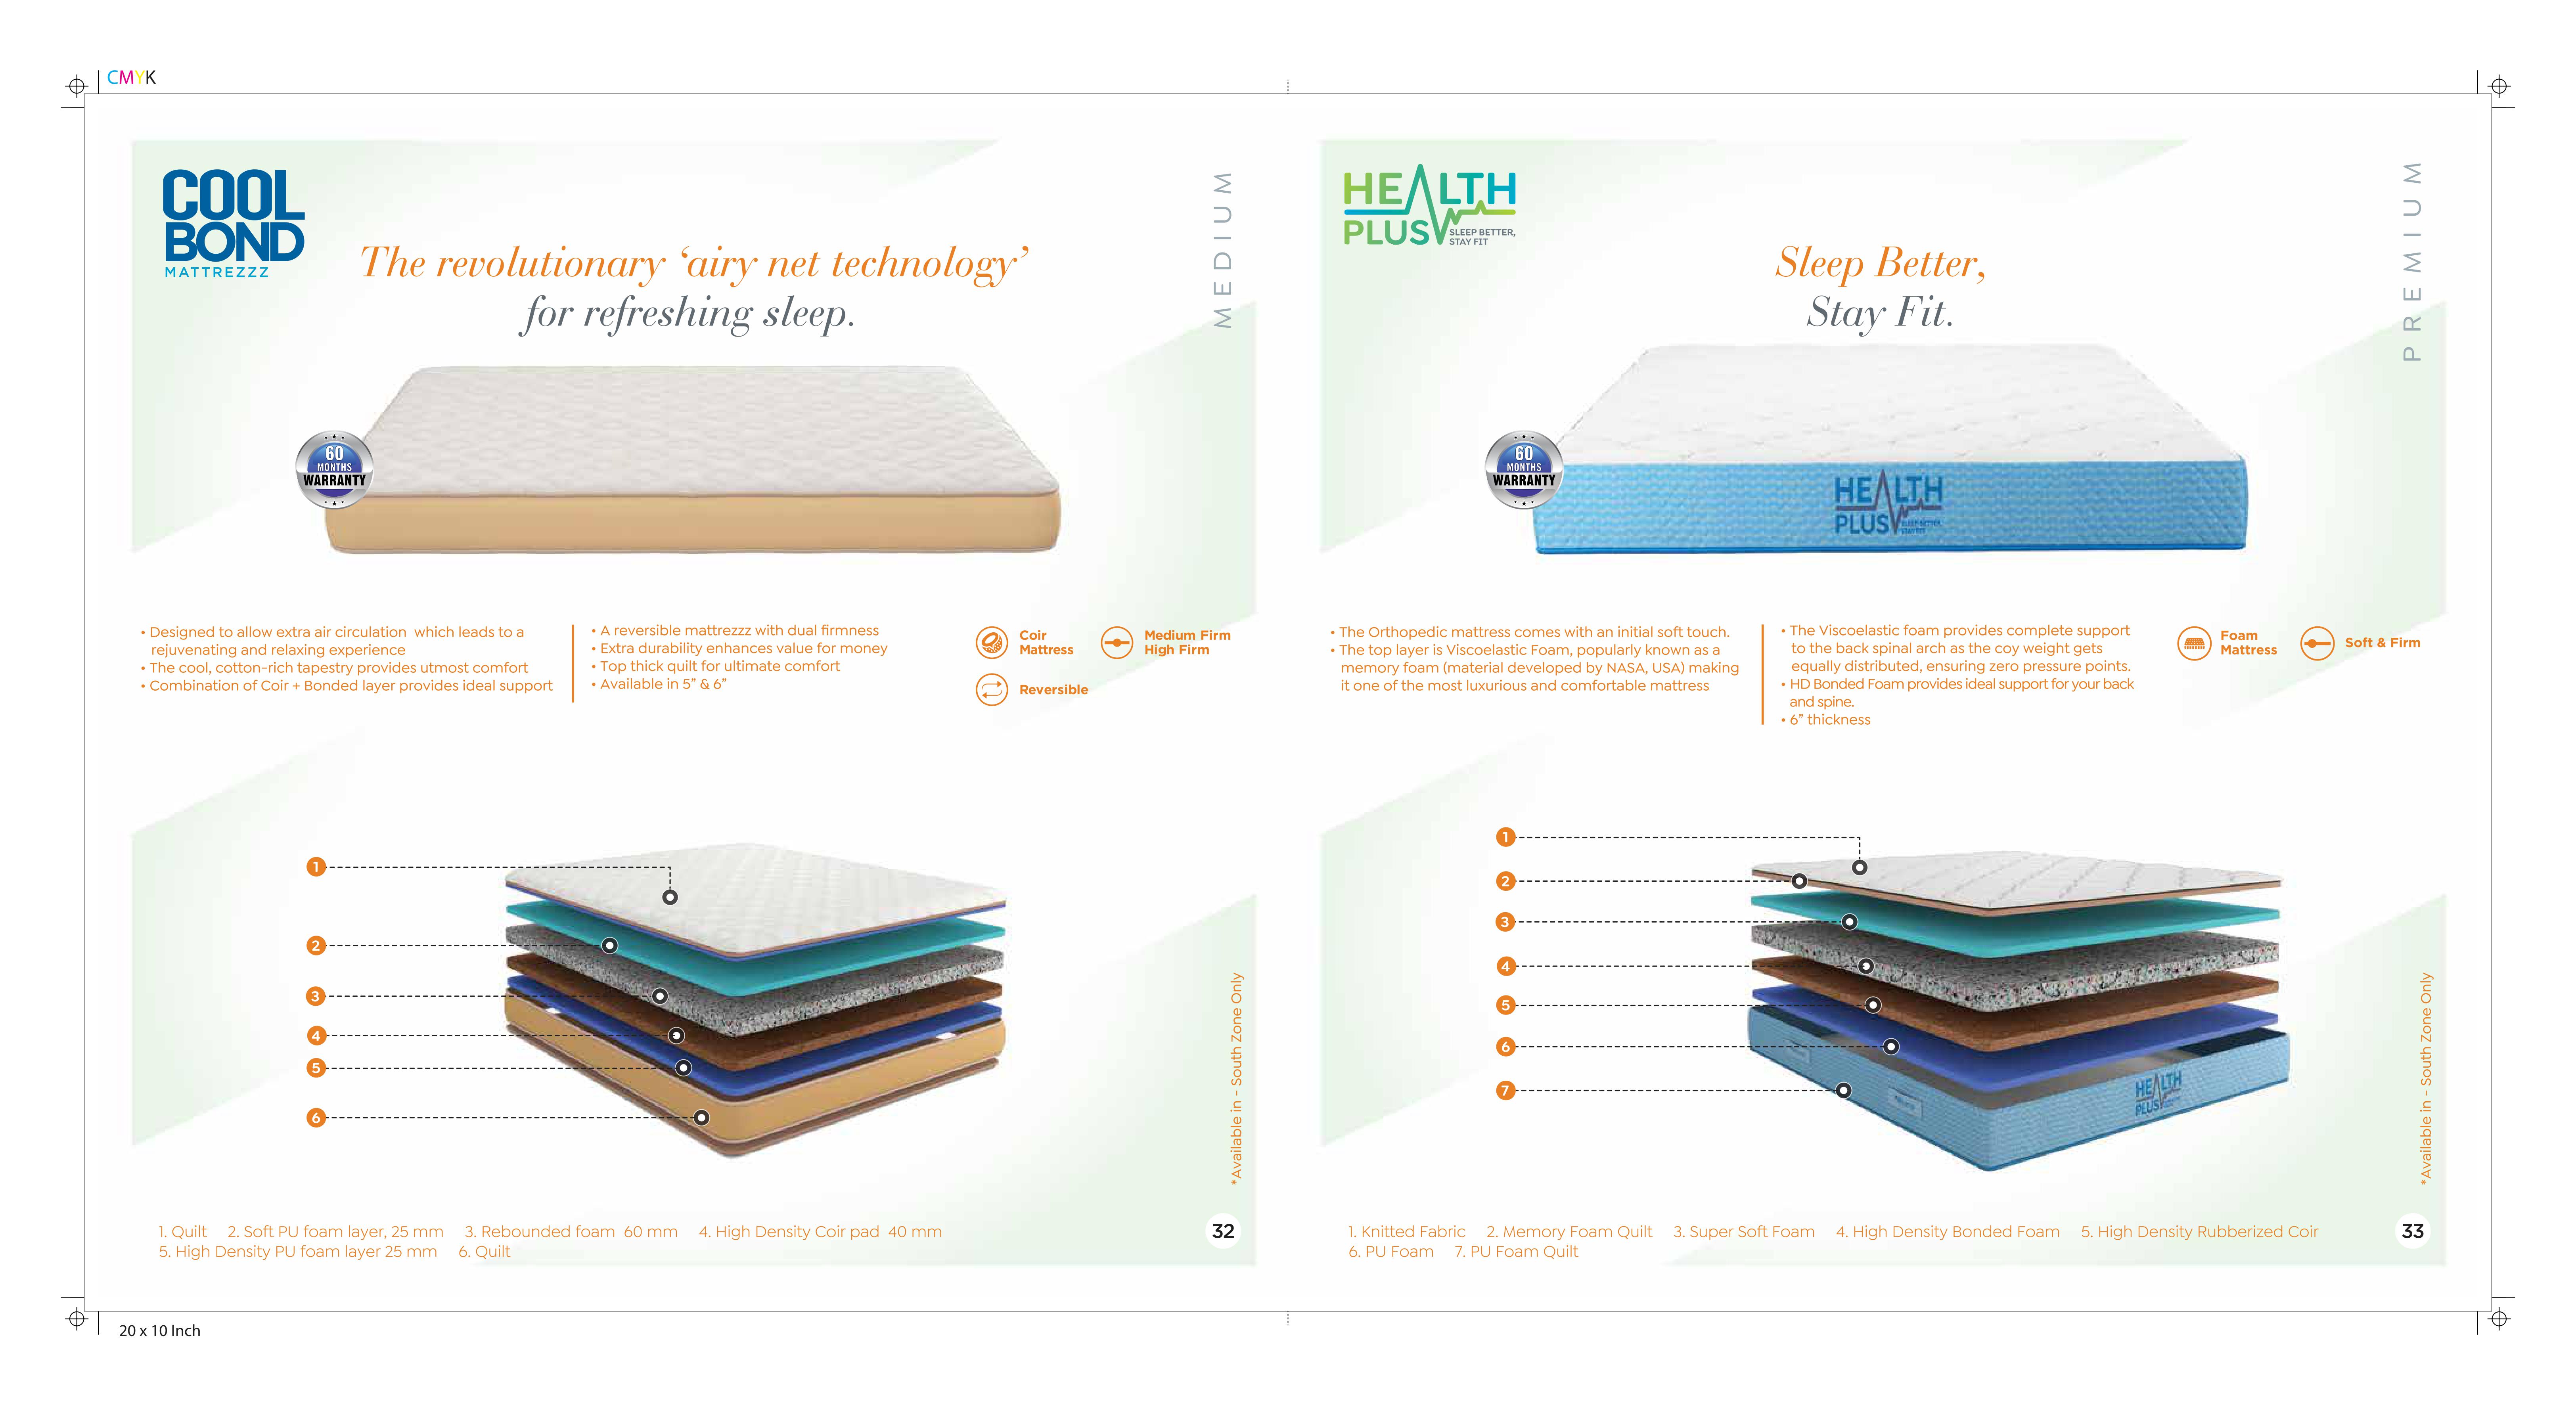 CMYK
COOL
BOND
MATTREZZZ
The revolutionary ‘airy net technology’
for refreshing sleep.
MEDIUM
60
MONTHS
WARRANTY
• Designed to allow extra air circulation which leads to a
rejuvenating and relaxing experience
• The cool, cotton-rich tapestry provides utmost comfort
• Combination of Coir + Bonded layer provides ideal support
• A reversible mattrezzz with dual firmness
• Extra durability enhances value for money
• Top thick quilt for ultimate comfort
• Available in 5” & 6”
Coir
Mattress
Medium Firm
High Firm
Reversible
1
2
3
4
5
6
*Available in - South Zone Only
1. Quilt 2. Soft PU foam layer, 25 mm 3. Rebounded foam 60 mm 4. High Density Coir pad 40 mm
5. High Density PU foam layer 25 mm 6. Quilt
32
HEALTH
PLUS
SLEEP BETTER,
STAY FIT
Sleep Better,
Stay Fit.
PREMIUM
60
MONTHS
WARRANTY
HEALTH
PLUS
SLEEP BETTER,
STAY FIT
• The Orthopedic mattress comes with an initial soft touch.
• The top layer is Viscoelastic Foam, popularly known as a
memory foam (material developed by NASA, USA) making
it one of the most luxurious and comfortable mattress
• The Viscoelastic foam provides complete support
to the back spinal arch as the coy weight gets
equally distributed, ensuring zero pressure points.
• HD Bonded Foam provides ideal support for your back
and spine.
• 6” thickness
Foam
Mattress
Soft & Firm
1
2
3
4
5
6
7
HEALTH
PLUS
*Available in - South Zone Only
1. Knitted Fabric 2. Memory Foam Quilt 3. Super Soft Foam 4. High Density Bonded Foam 5. High Density Rubberized Coir
6. PU Foam 7. PU Foam Quilt
33
20 x 10 Inch